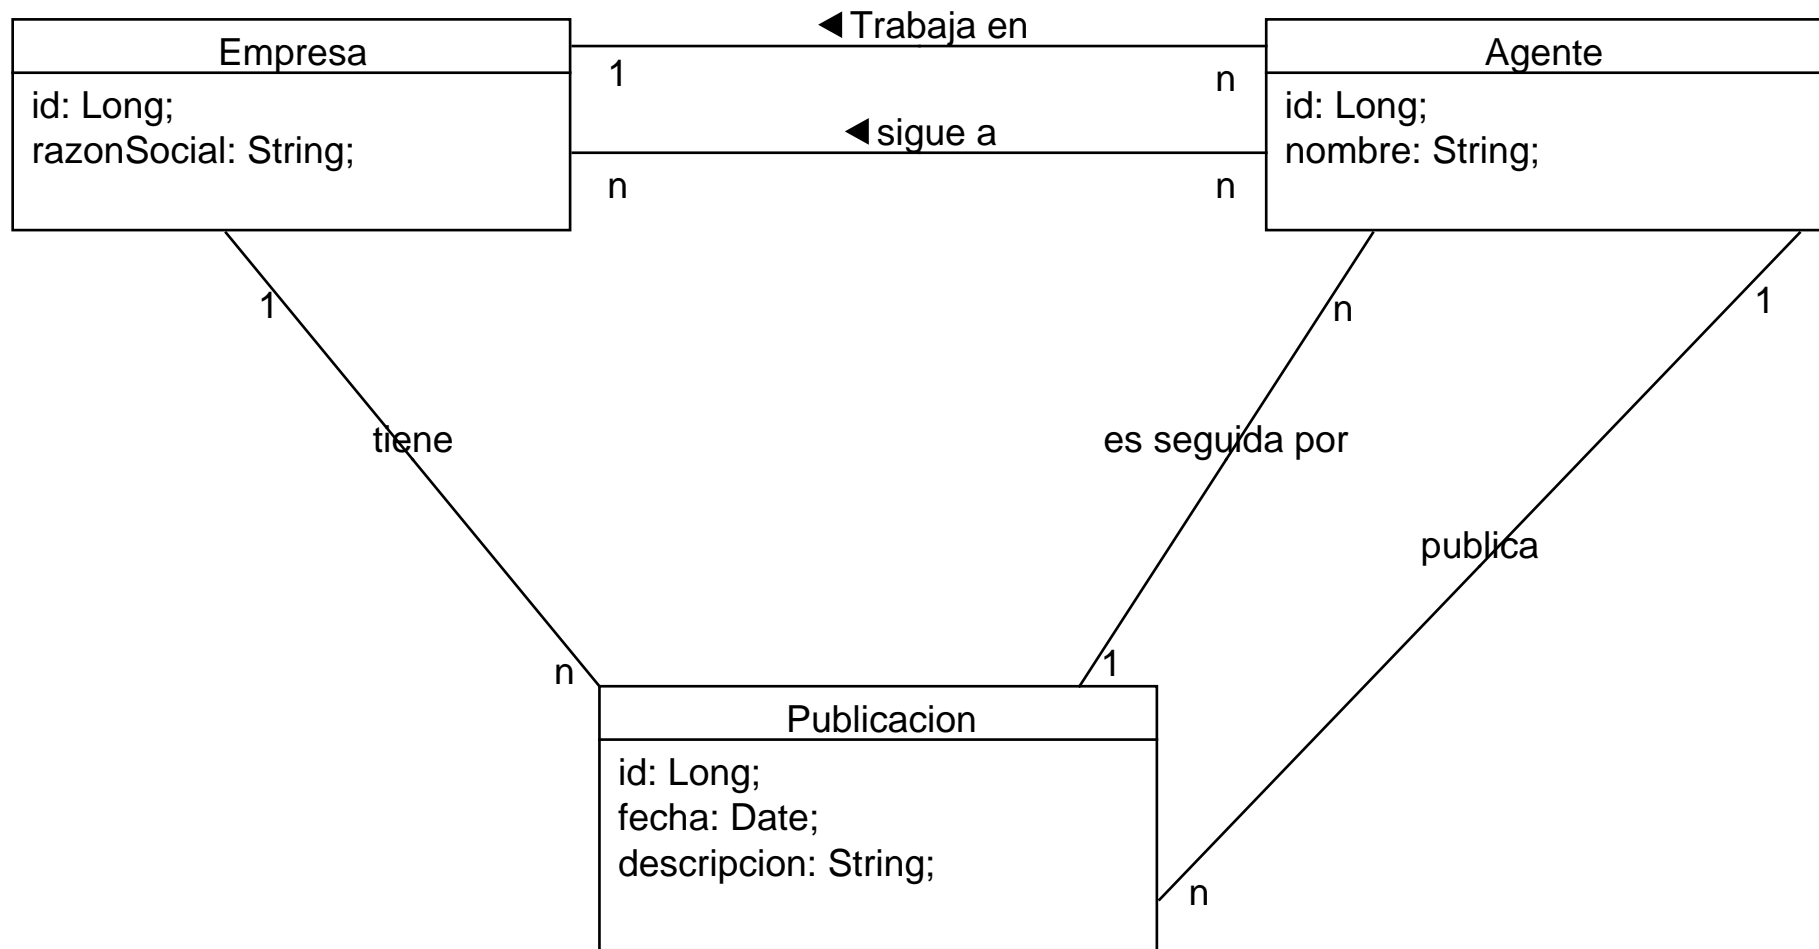 ◀ Trabaja en
Empresa
Agente
1
n
id: Long;
razonSocial: String;
id: Long;
nombre: String;
◀ sigue a
n
n
1
n
1
tiene
es seguida por
publica
n
1
Publicacion
id: Long;
fecha: Date;
descripcion: String;
n